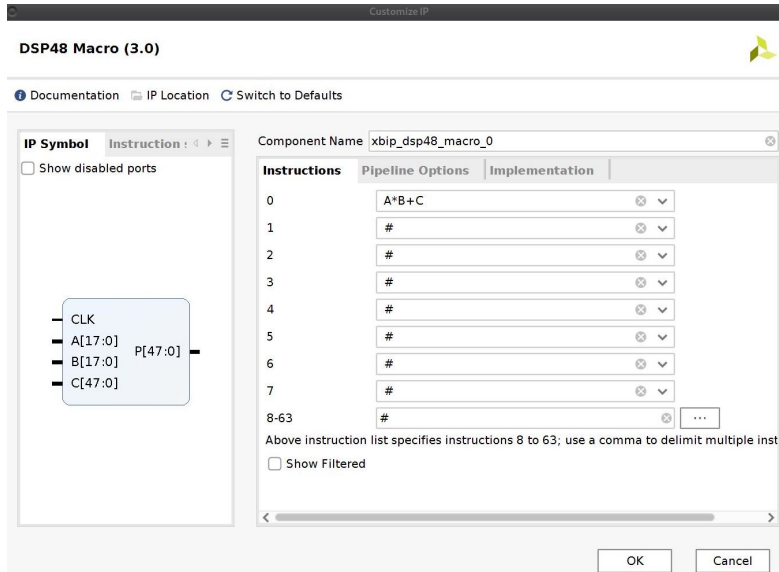 Customize IP
DSP48 Macro (3.0)
Documentation IP Location Switch to Defaults
IP Symbol Instruction
Show disabled ports
CLK
A[17:0]
B[17:0]
C[47:0]
P[47:0]
Component Name xbip_dsp48_macro_0
Instructions Pipeline Options Implementation
0 A*B+C
1 #
2 #
3 #
4 #
5 #
6 #
7 #
8-63 # ...
Above instruction list specifies instructions 8 to 63; use a comma to delimit multiple inst
Show Filtered
OK Cancel